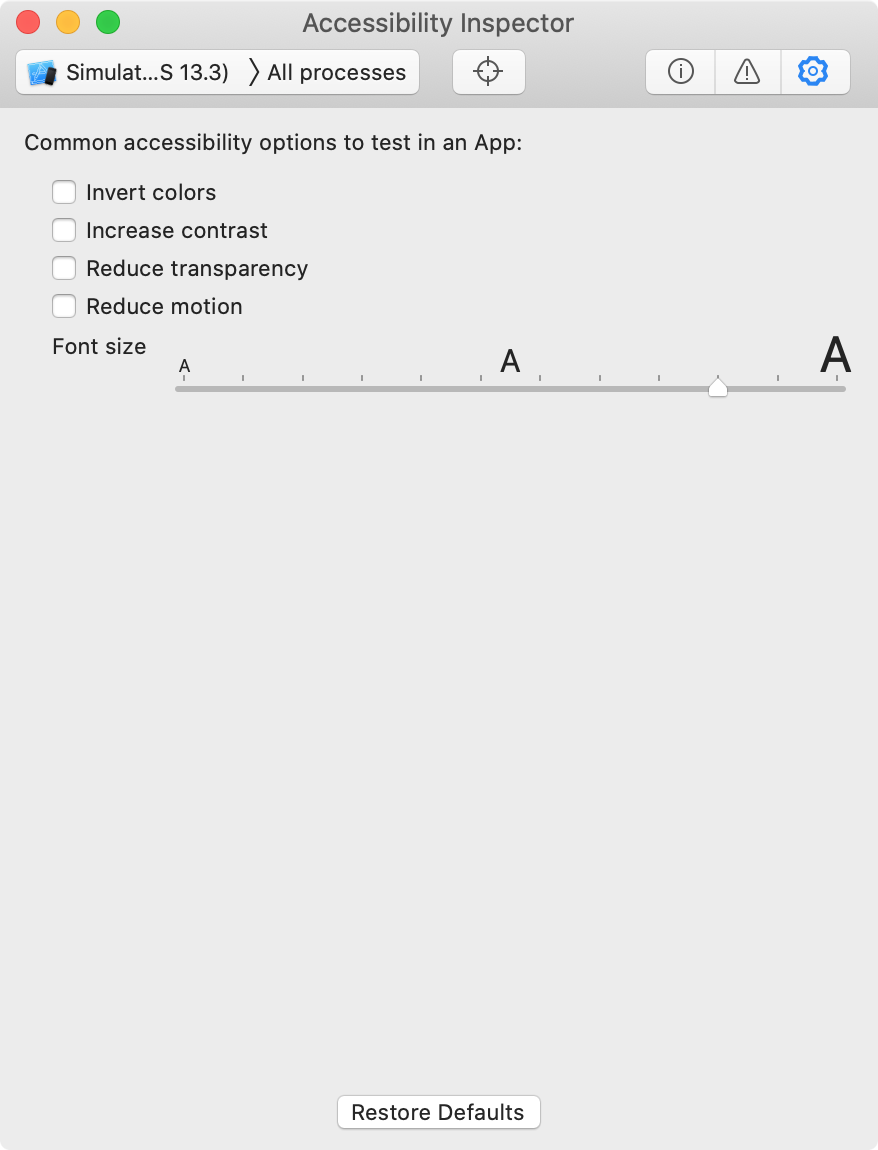 Accessibility Inspector
Simulat...S 13.3) 〉All processes
Common accessibility options to test in an App:
Invert colors
Increase contrast
Reduce transparency
Reduce motion
Font size
A A A
Restore Defaults